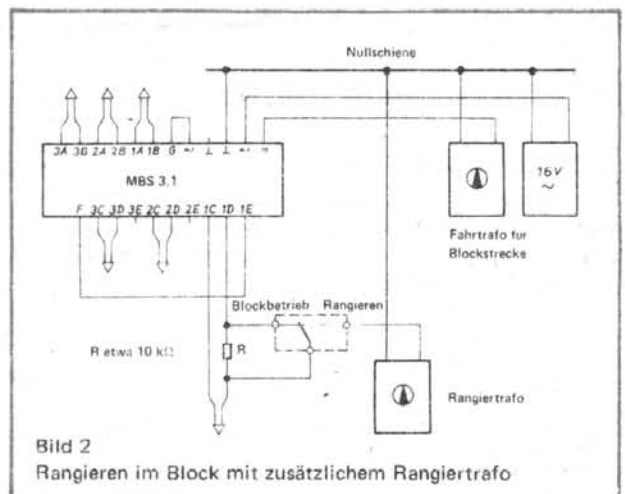 Nullschiene
3A 3B 2A 2B 1A 1B G ~ ⊥ ⊥ ~ =
MBS 3.1
F 3C 3D 3E 2C 2D 2E 1C 1D 1E
16V
~
Fahrtrafo für
Blockstrecke
Blockbetrieb Rangieren
R etwa 10 kΩ
R
Rangiertrafo
Bild 2
Rangieren im Block mit zusätzlichem Rangiertrafo